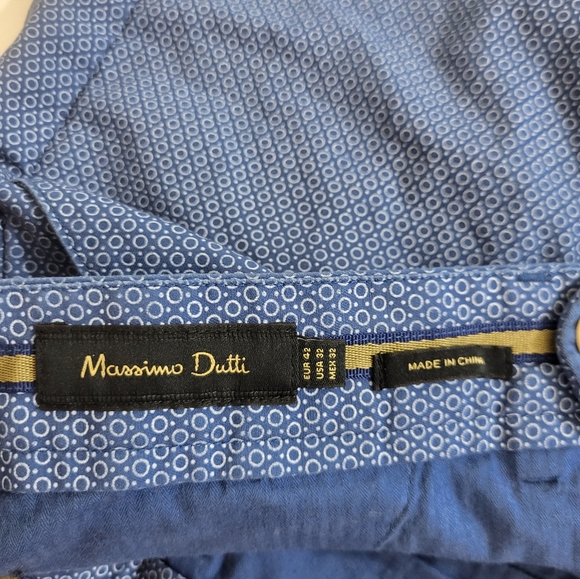 Massimo Dutti
EUR 42
USA 32
MEX 32
MADE IN CHINA